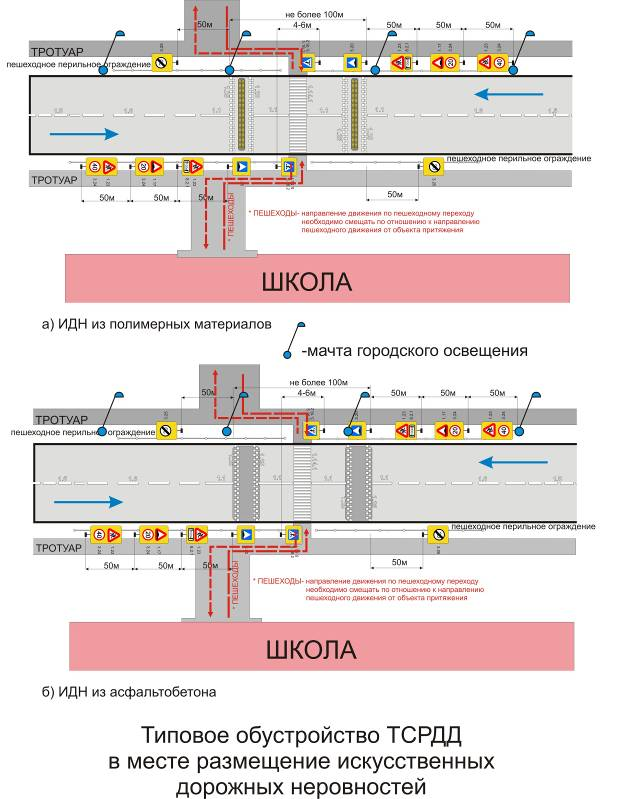 не более 100м
50м
4-6м
50м
50м
50м
ТРОТУАР
пешеходное перильное ограждение
пешеходное перильное ограждение
ТРОТУАР
50м
50м
50м
50м
* ПЕШЕХОДЫ
* ПЕШЕХОДЫ- направление движения по пешеходному переходу
необходимо смещать по отношению к направлению
пешеходного движения от объекта притяжения
ШКОЛА
а) ИДН из полимерных материалов
-мачта городского освещения
не более 100м
50м
4-6м
50м
50м
50м
ТРОТУАР
пешеходное перильное ограждение
пешеходное перильное ограждение
ТРОТУАР
50м
50м
50м
50м
* ПЕШЕХОДЫ
* ПЕШЕХОДЫ- направление движения по пешеходному переходу
необходимо смещать по отношению к направлению
пешеходного движения от объекта притяжения
ШКОЛА
б) ИДН из асфальтобетона
Типовое обустройство ТСРДД
в месте размещение искусственных
дорожных неровностей